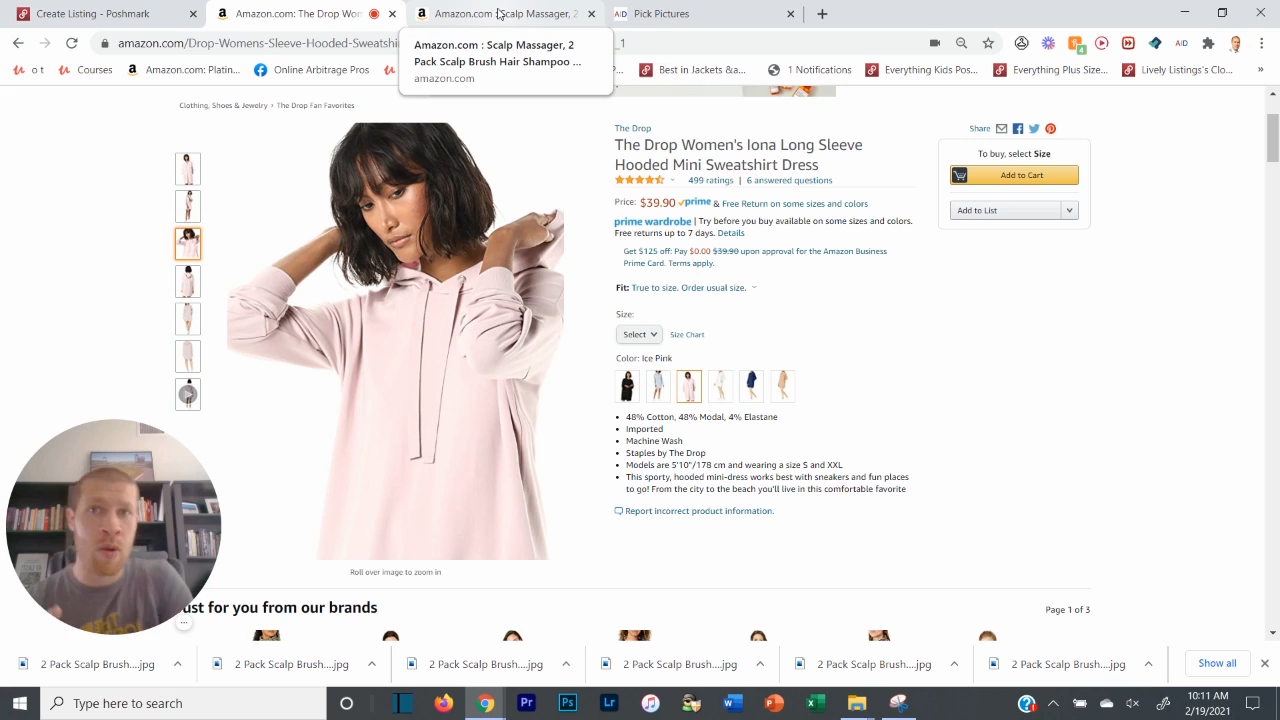 Create Listing - Poshmark
Amazon.com: The Drop Wom
Amazon.com : Scalp Massager, 2
Pick Pictures
amazon.com/Drop-Womens-Sleeve-Hooded-Sweatshi
_1
Amazon.com : Scalp Massager, 2
Pack Scalp Brush Hair Shampoo ...
amazon.com
o t
Courses
Amazon.com: Platin...
Online Arbitrage Pros
Best in Jackets &a...
1 Notifications
Everything Kids Pos...
Everything Plus Size...
Lively Listings's Clo...
Clothing, Shoes & Jewelry › The Drop Fan Favorites
The Drop
The Drop Women's Iona Long Sleeve
Hooded Mini Sweatshirt Dress
499 ratings | 6 answered questions
Price: $39.90 prime & Free Return on some sizes and colors
prime wardrobe | Try before you buy available on some sizes and colors.
Free returns up to 7 days. Details
Get $125 off: Pay $0.00 $39.90 upon approval for the Amazon Business
Prime Card. Terms apply.
Fit: True to size. Order usual size.
Size:
Select
Size Chart
Color: Ice Pink
48% Cotton, 48% Modal, 4% Elastane
Imported
Machine Wash
Staples by The Drop
Models are 5'10"/178 cm and wearing a size S and XXL
This sporty, hooded mini-dress works best with sneakers and fun places
to go! From the city to the beach you'll live in this comfortable favorite
Report incorrect product information.
Share
To buy, select Size
Add to Cart
Add to List
Roll over image to zoom in
ust for you from our brands
Page 1 of 3
2 Pack Scalp Brush....jpg
2 Pack Scalp Brush....jpg
2 Pack Scalp Brush....jpg
2 Pack Scalp Brush....jpg
2 Pack Scalp Brush....jpg
2 Pack Scalp Brush....jpg
Show all
Type here to search
10:11 AM
2/19/2021